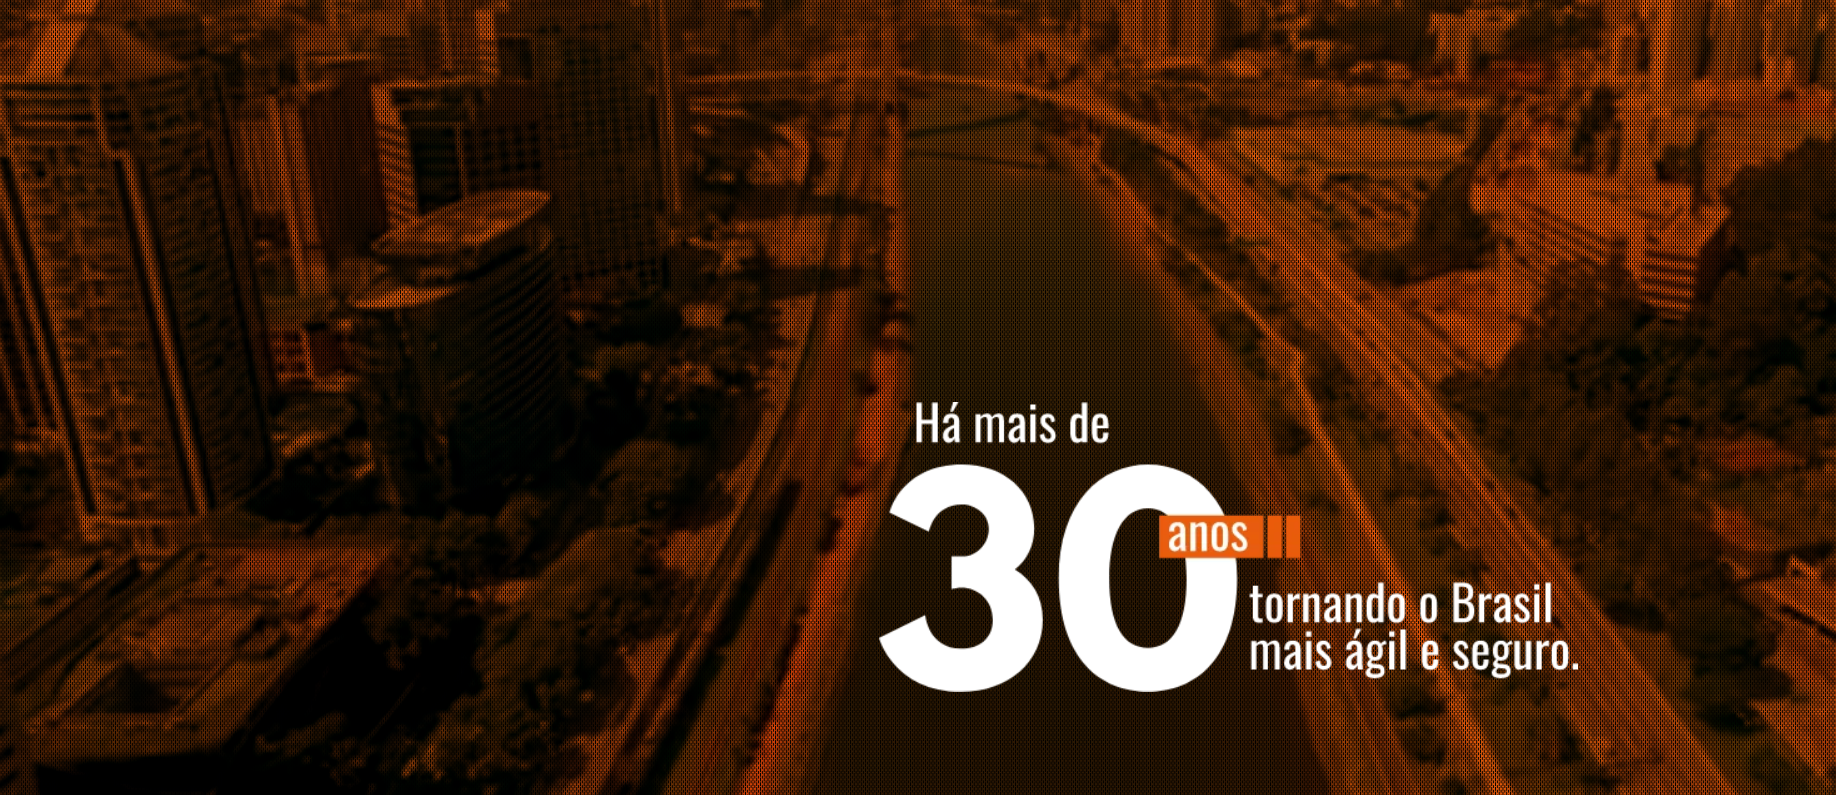 Há mais de
30
anos
tornando o Brasil
mais ágil e seguro.